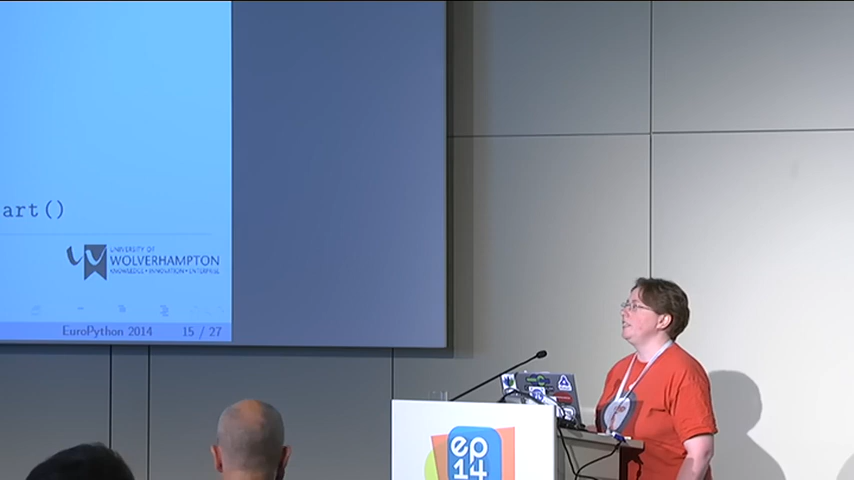 art()
UNIVERSITY OF
WOLVERHAMPTON
KNOWLEDGE • INNOVATION • ENTERPRISE
EuroPython 2014 15 / 27
ep
14